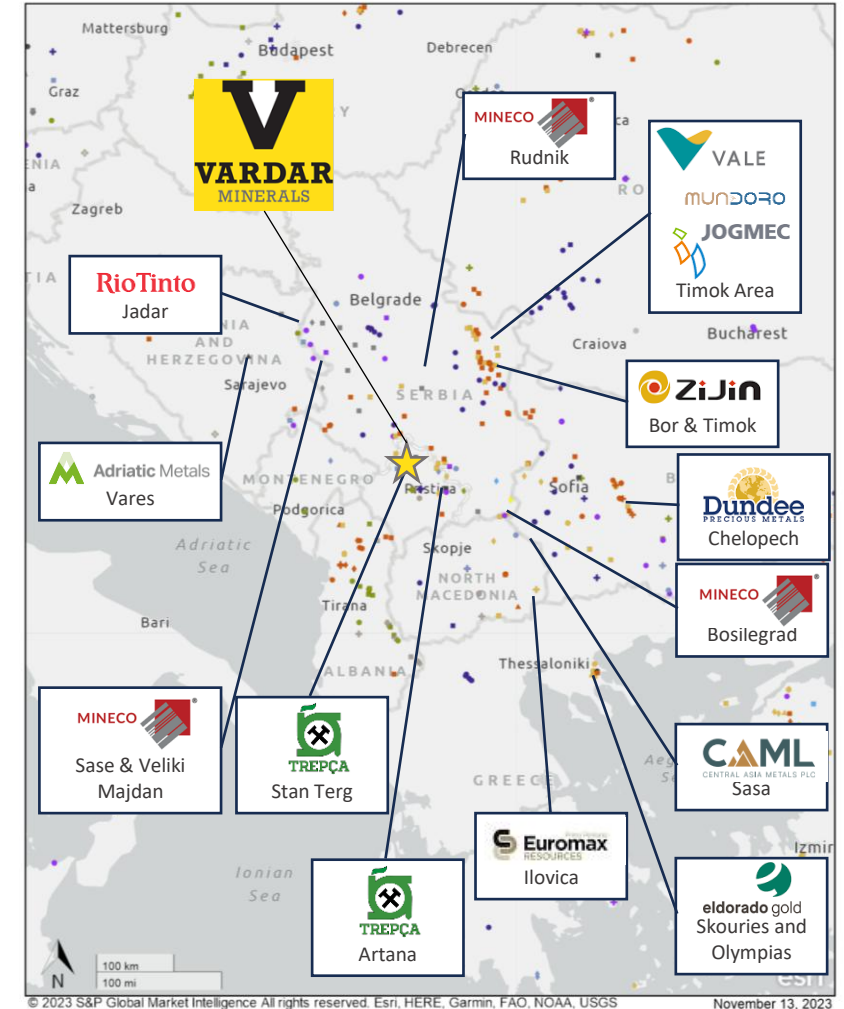 Mattersburg
Budapest
Debrecen
Graz
VARDAR
MINERALS
MINECO
Rudnik
VALE
MUNDORO
JOGMEC
Timok Area
Zagreb
RioTinto
Jadar
Belgrade
AND
HERZEGOVINA
Sarajevo
Craiova
Bucharest
SERBIA
ZiJin
Bor & Timok
Adriatic Metals
Vares
MONTENEGRO
Podgorica
Pristina
Sofia
Dundee
PRECIOUS METALS
Chelopech
Adriatic
Sea
Skopje
NORTH
MACEDONIA
MINECO
Bosilegrad
Tirana
Bari
Thessaloniki
ALBANIA
MINECO
Sase & Veliki
Majdan
TREPÇA
Stan Terg
CAML
CENTRAL ASIA METALS PLC
Sasa
GREECE
Euromax
RESOURCES
Ilovica
Izmir
Ionian
Sea
TREPÇA
Artana
eldorado gold
Skouries and
Olympias
N
100 km
100 mi
esri
© 2023 S&P Global Market Intelligence All rights reserved. Esri, HERE, Garmin, FAO, NOAA, USGS
November 13, 2023